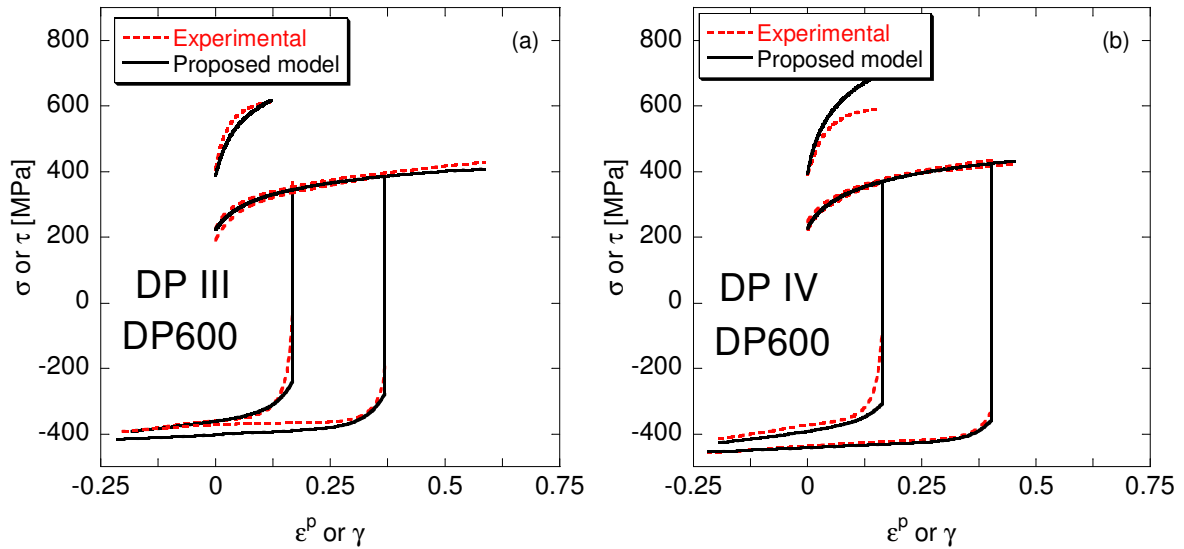 800
600
400
200
0
-200
-400
-0.25 0 0.25 0.5 0.75
σ or τ [MPa]
εᵖ or γ
Experimental
Proposed model
(a)
DP III
DP600
800
600
400
200
0
-200
-400
-0.25 0 0.25 0.5 0.75
σ or τ [MPa]
εᵖ or γ
Experimental
Proposed model
(b)
DP IV
DP600